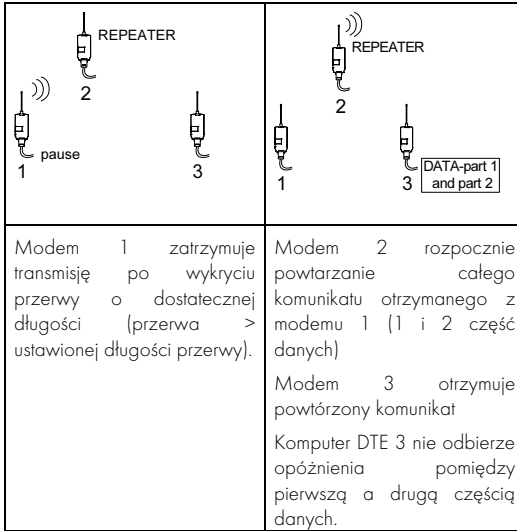 REPEATER
2
pause
1
3
REPEATER
2
1
3
DATA-part 1
and part 2
Modem 1 zatrzymuje
transmisję po wykryciu
przerwy o dostatecznej
długości (przerwa >
ustawionej długości przerwy).
Modem 2 rozpocznie
powtarzanie całego
komunikatu otrzymanego z
modemu 1 (1 i 2 część
danych)
Modem 3 otrzymuje
powtórzony komunikat
Komputer DTE 3 nie odbierze
opóżnienia pomiędzy
pierwszą a drugą częścią
danych.